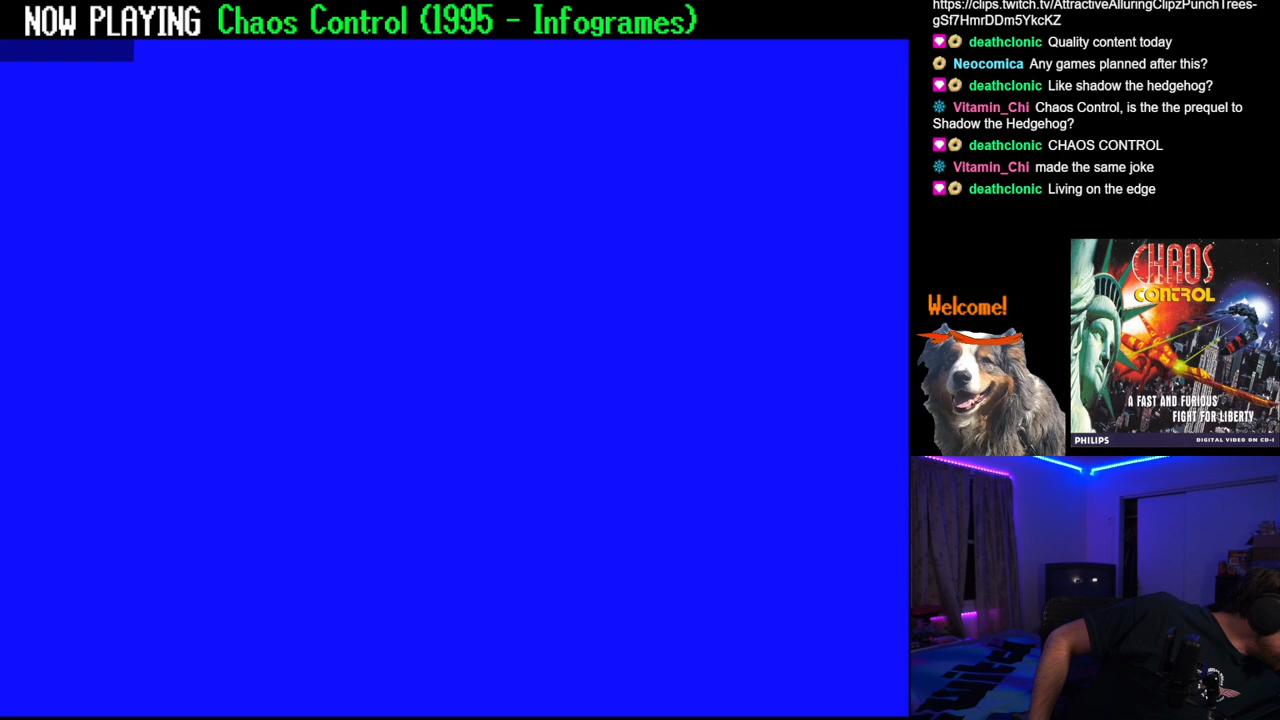 NOW PLAYING Chaos Control (1995 - Infogrames)
https://clips.twitch.tv/AttractiveAlluringClipzPunchTrees-
gSf7HmrDDm5YkcKZ
deathclonic Quality content today
Neocomica Any games planned after this?
deathclonic Like shadow the hedgehog?
Vitamin_Chi Chaos Control, is the the prequel to
Shadow the Hedgehog?
deathclonic CHAOS CONTROL
Vitamin_Chi made the same joke
deathclonic Living on the edge
Welcome!
CHAOS
CONTROL
A FAST AND FURIOUS
FIGHT FOR LIBERTY
PHILIPS
DIGITAL VIDEO ON CD-I